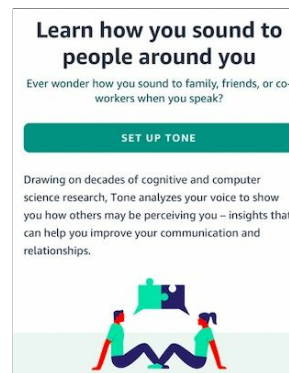 Learn how you sound to
people around you
Ever wonder how you sound to family, friends, or co-
workers when you speak?
SET UP TONE
Drawing on decades of cognitive and computer
science research, Tone analyzes your voice to show
you how others may be perceiving you – insights that
can help you improve your communication and
relationships.